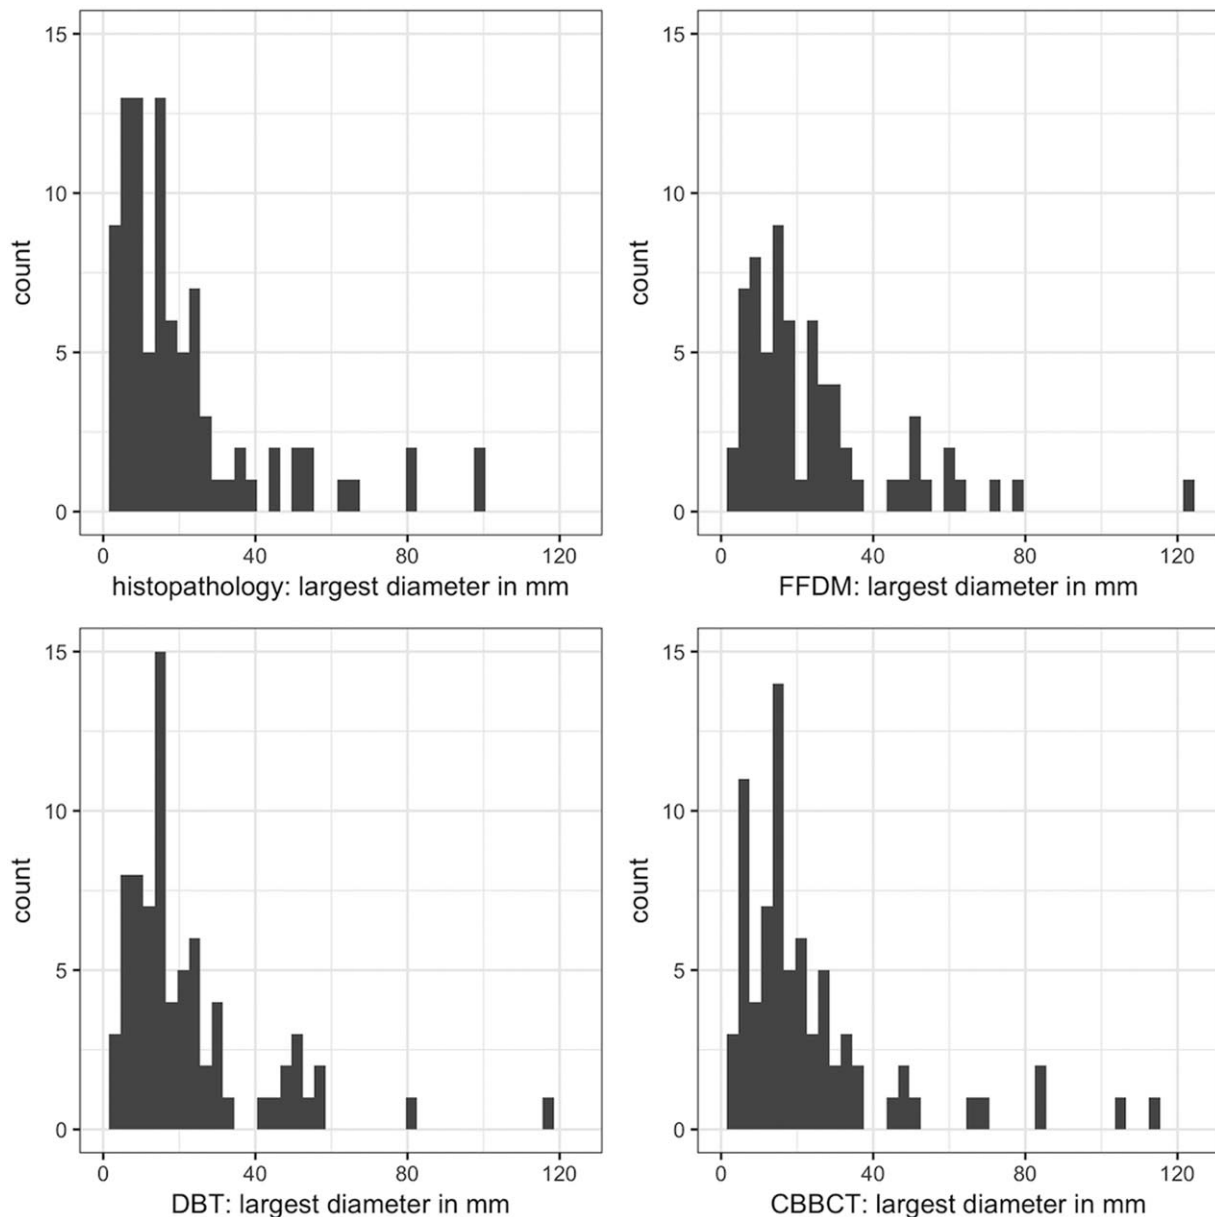 15
10
5
0
count
0 40 80 120
histopathology: largest diameter in mm
15
10
5
0
count
0 40 80 120
FFDM: largest diameter in mm
15
10
5
0
count
0 40 80 120
DBT: largest diameter in mm
15
10
5
0
count
0 40 80 120
CBBCT: largest diameter in mm